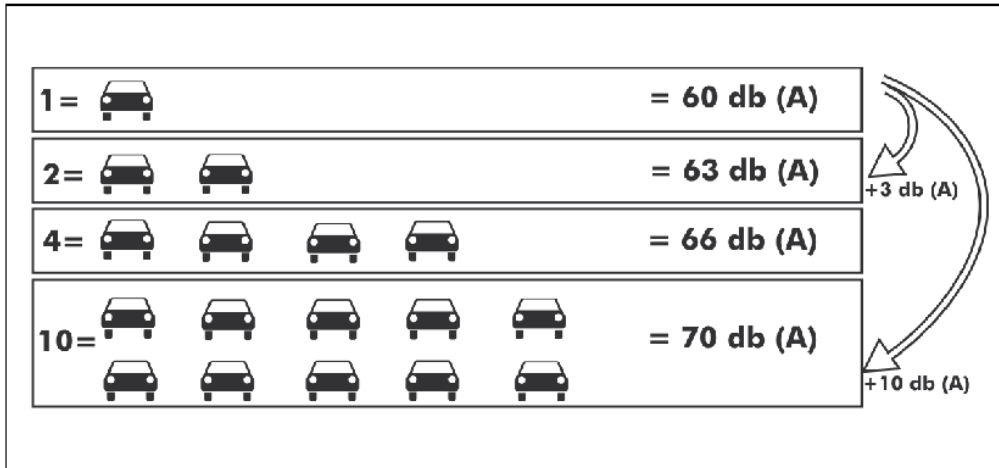 1= = 60 db (A)
2= = 63 db (A)
+3 db (A)
4= = 66 db (A)
10= = 70 db (A)
+10 db (A)